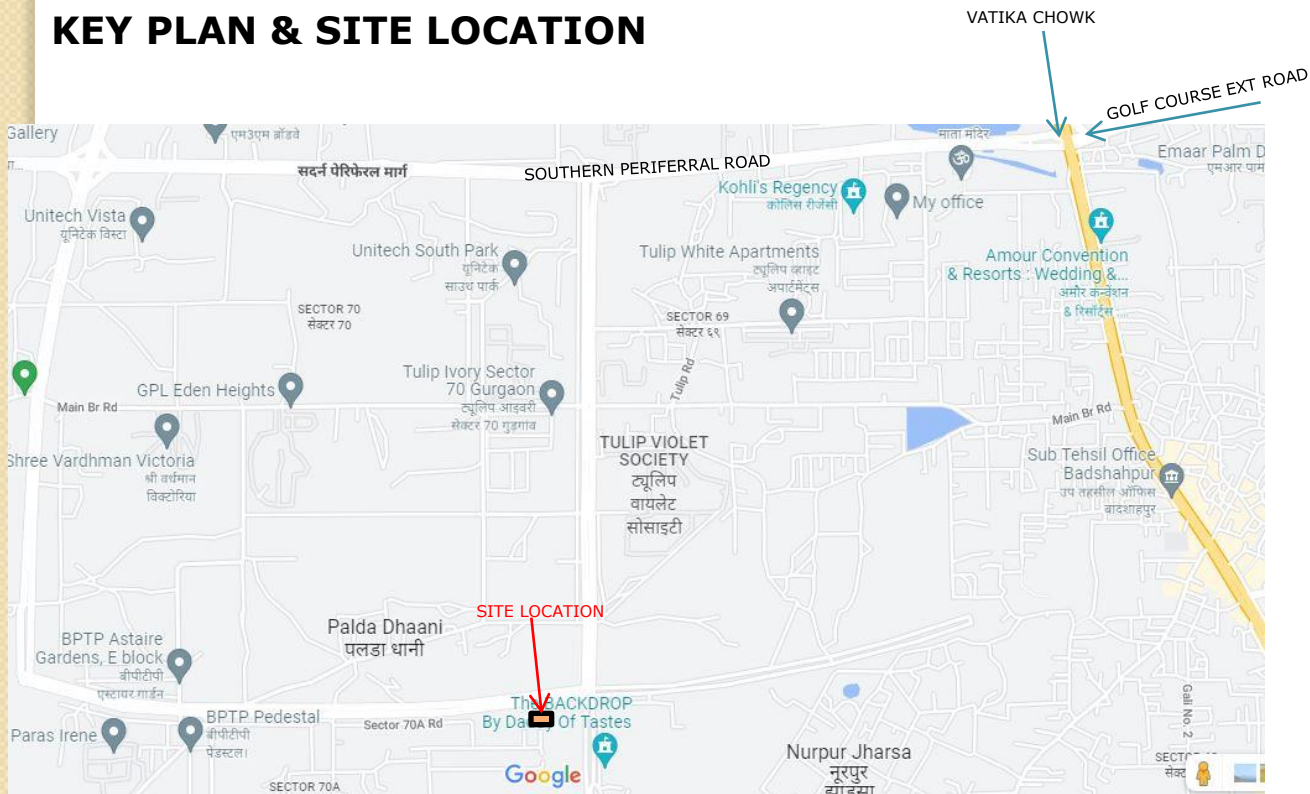 KEY PLAN & SITE LOCATION
VATIKA CHOWK
GOLF COURSE EXT ROAD
Gallery
एम3एम ब्रॉडवे
माता मंदिर
Emaar Palm D
एमआर पाम
सदर्न पेरिफेरल मार्ग
SOUTHERN PERIFERRAL ROAD
Kohli's Regency
कोलिस रीजेंसी
My office
Unitech Vista
यूनिटेक विस्टा
Unitech South Park
यूनिटेक
साउथ पार्क
Tulip White Apartments
ट्यूलिप व्हाइट
अपार्टमेंट्स
Amour Convention
& Resorts : Wedding &...
अमोर कन्वेंशन
& रिसॉर्ट्स ...
SECTOR 70
सेक्टर 70
SECTOR 69
सेक्टर ६९
Tulip Rd
GPL Eden Heights
Tulip Ivory Sector
70 Gurgaon
ट्यूलिप आइवरी
सेक्टर 70 गुड़गांव
Main Br Rd
Main Br Rd
Shree Vardhman Victoria
श्री वर्धमान
विक्टोरिया
TULIP VIOLET
SOCIETY
ट्यूलिप
वायलेट
सोसाइटी
Sub Tehsil Office
Badshahpur
उप तहसील ऑफिस
बादशाहपुर
SITE LOCATION
Palda Dhaani
पलडा धानी
BPTP Astaire
Gardens, E block
बीपीटीपी
एस्टायर गार्डन
The BACKDROP
By Da Of Tastes
BPTP Pedestal
बीपीटीपी
पेडस्टल।
Sector 70A Rd
Paras Irene
Gali No. 2
Nurpur Jharsa
नूरपुर
झाड़सा
SECT
सेक्ट
Google
SECTOR 70A